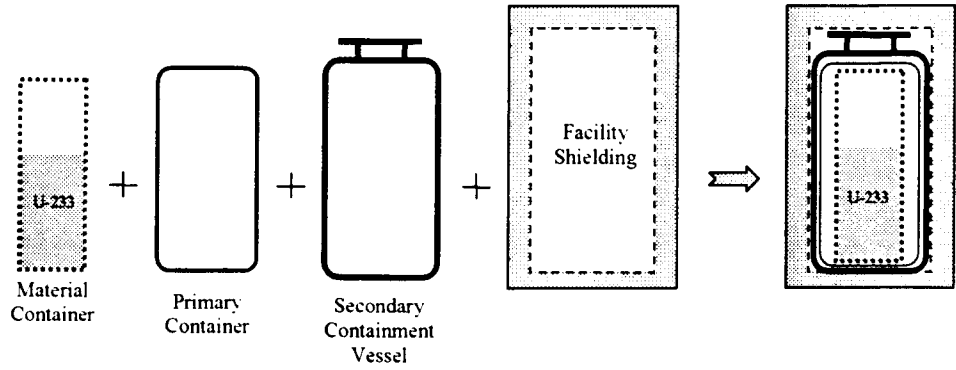 U-233
Material
Container
Primary
Container
Secondary
Containment
Vessel
Facility
Shielding
U-233